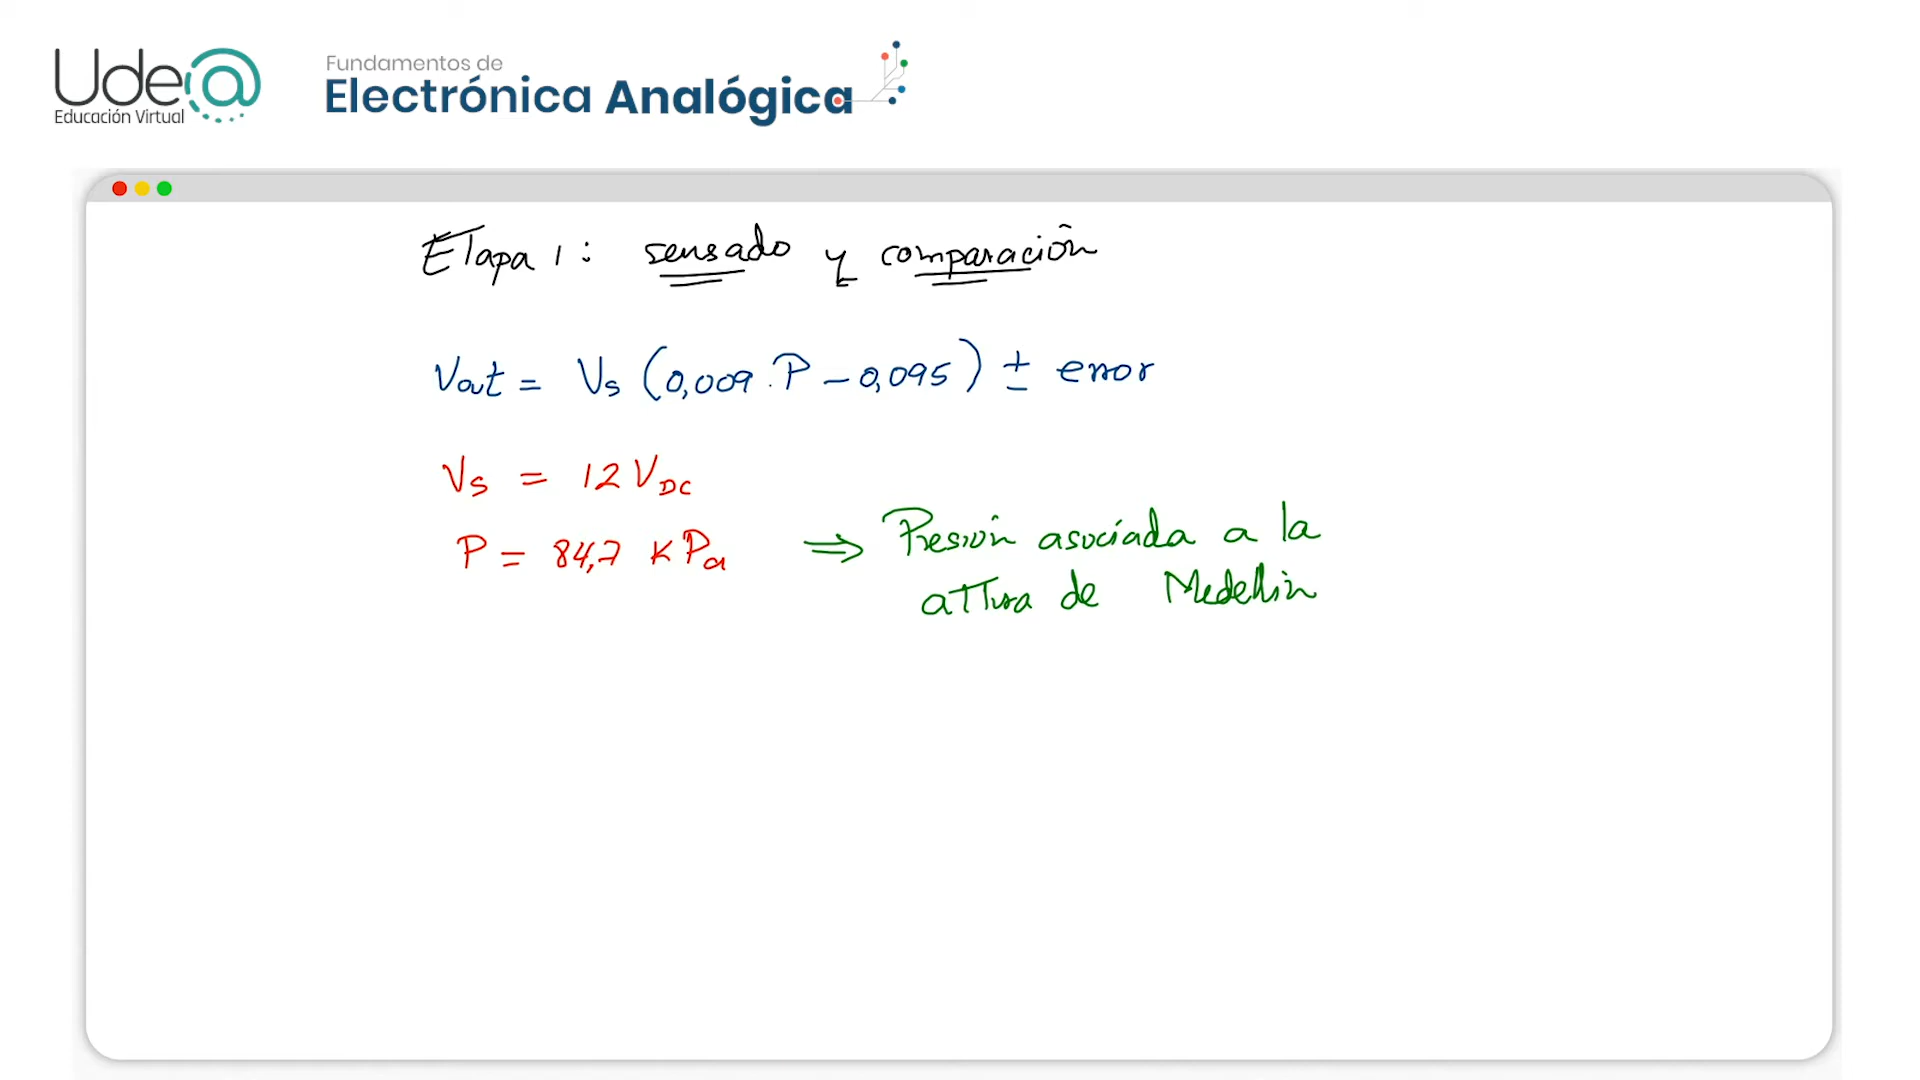 Ude@
Educación Virtual
Fundamentos de
Electrónica Analógica
Etapa 1: sensado y comparación
Vout = Vs (0,009.P - 0,095) ± error
Vs = 12 VDC
P = 84,7 KPa ⇒ Presión asociada a la
altura de Medellín